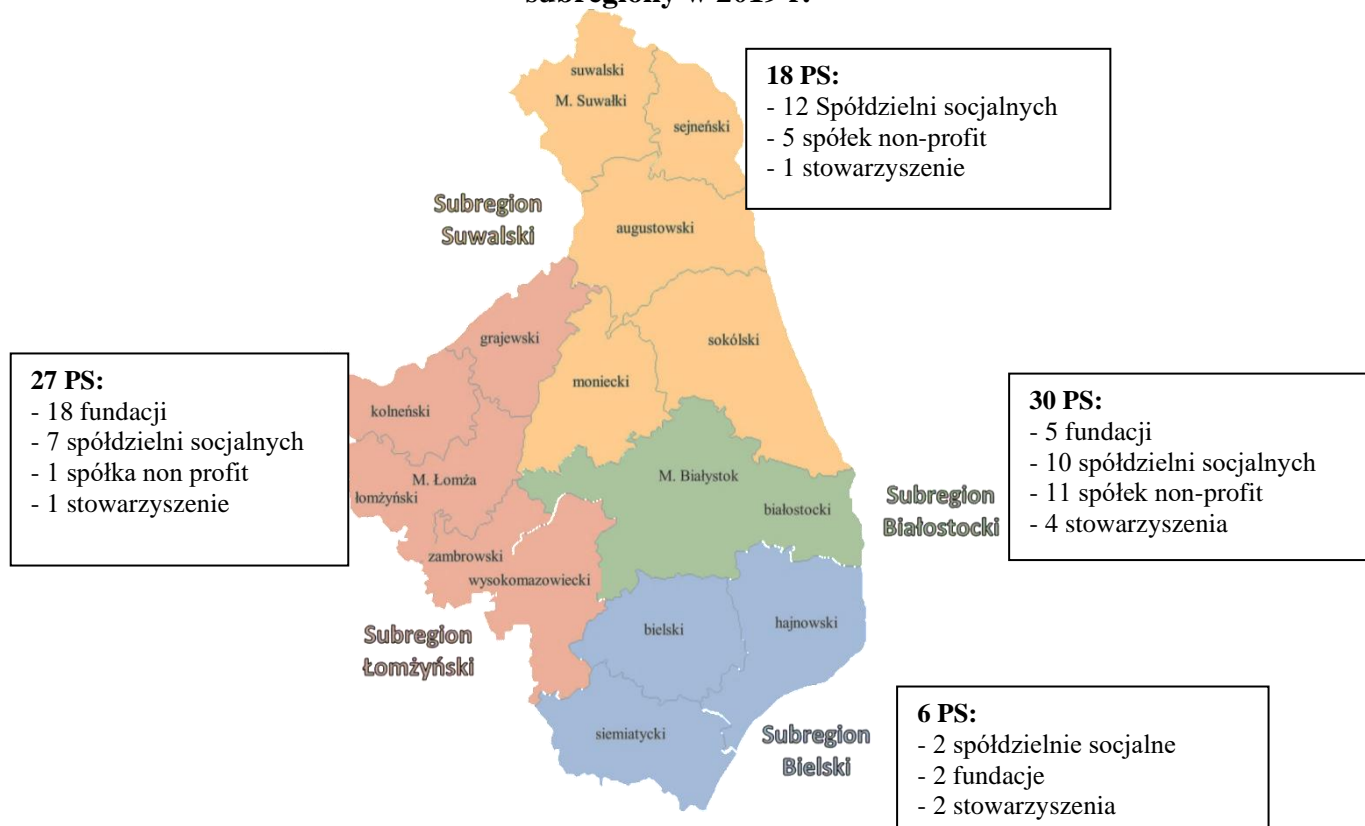 subregiony w 2019 r.
suwalski
M. Suwałki
sejneński
18 PS:
- 12 Spółdzielni socjalnych
- 5 spółek non-profit
- 1 stowarzyszenie
Subregion
Suwalski
augustowski
grajewski
sokólski
moniecki
kolneński
27 PS:
- 18 fundacji
- 7 spółdzielni socjalnych
- 1 spółka non profit
- 1 stowarzyszenie
M. Łomża
łomżyński
zambrowski
wysokomazowiecki
M. Białystok
białostocki
Subregion
Białostocki
30 PS:
- 5 fundacji
- 10 spółdzielni socjalnych
- 11 spółek non-profit
- 4 stowarzyszenia
Subregion
Łomżyński
bielski
hajnowski
siemiatycki
Subregion
Bielski
6 PS:
- 2 spółdzielnie socjalne
- 2 fundacje
- 2 stowarzyszenia